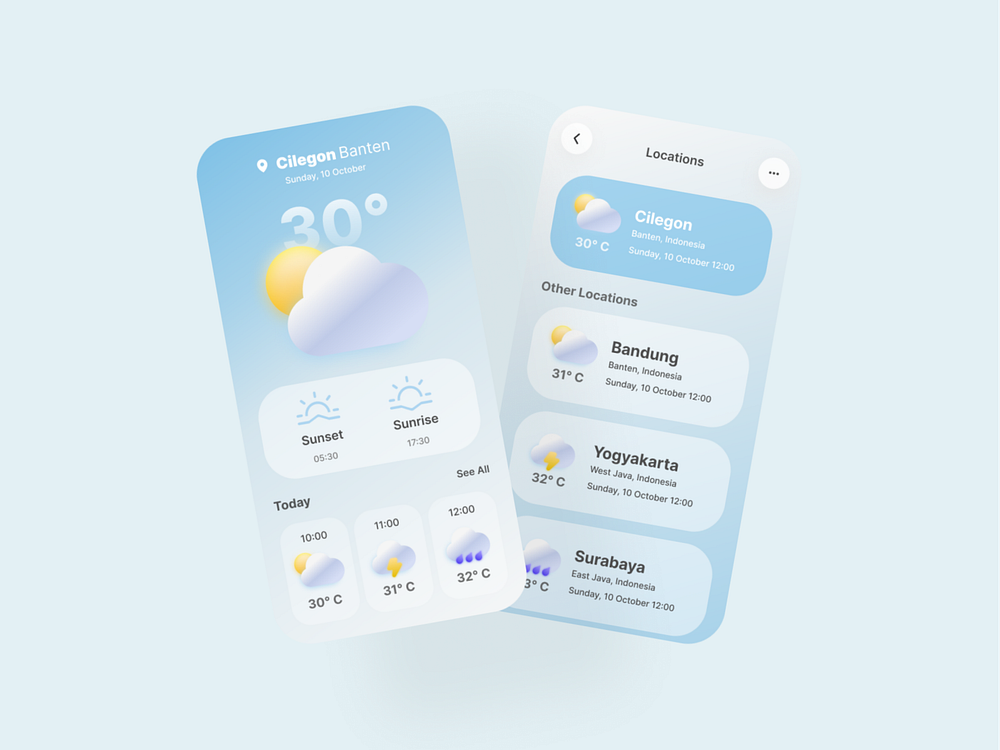 Cilegon Banten
Sunday, 10 October
30°
Sunset
05:30
Sunrise
17:30
See All
Today
10:00
30° C
11:00
31° C
12:00
32° C
Locations
Cilegon
Banten, Indonesia
30° C
Sunday, 10 October 12:00
Other Locations
Bandung
Banten, Indonesia
31° C
Sunday, 10 October 12:00
Yogyakarta
West Java, Indonesia
32° C
Sunday, 10 October 12:00
Surabaya
East Java, Indonesia
3° C
Sunday, 10 October 12:00